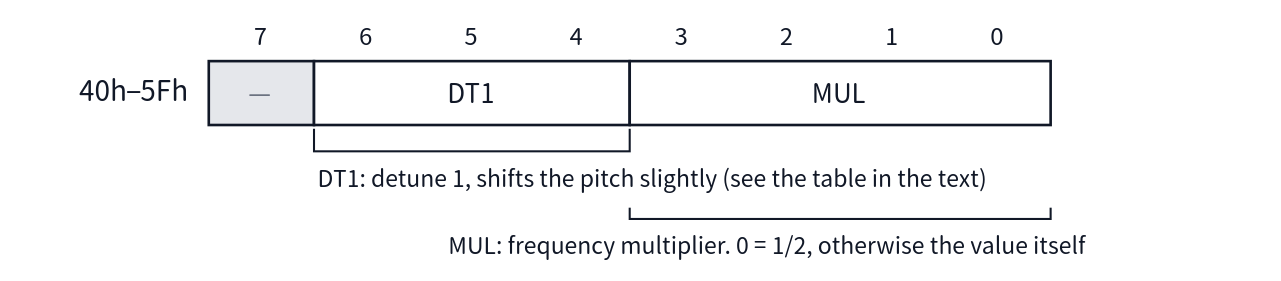 7 6 5 4 3 2 1 0
40h–5Fh — DT1 MUL
DT1: detune 1, shifts the pitch slightly (see the table in the text)
MUL: frequency multiplier. 0 = 1/2, otherwise the value itself